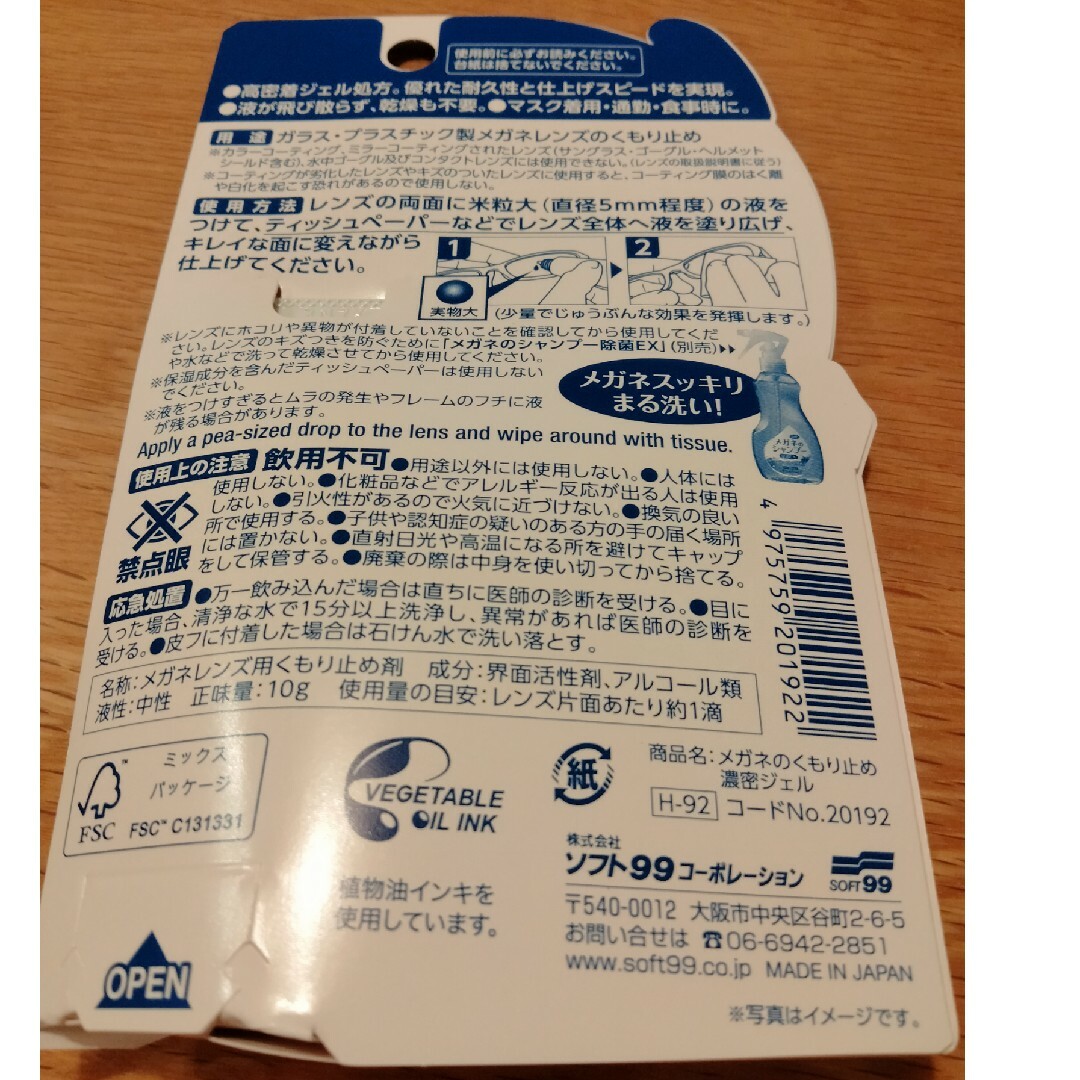 使用前に必ずお読みください。
台紙は捨てないでください。
●高密着ジェル処方。優れた耐久性と仕上げスピードを実現。
●液が飛び散らず、乾燥も不要。●マスク着用・通勤・食事時に。
用途 ガラス・プラスチック製メガネレンズのくもり止め
※カラーコーティング、ミラーコーティングされたレンズ(サングラス・ゴーグル・ヘルメット
シールド含む)、水中ゴーグル及びコンタクトレンズには使用できない。(レンズの取扱説明書に従う)
※コーティングが劣化したレンズやキズのついたレンズに使用すると、コーティング膜のはく離
や白化を起こす恐れがあるので使用しない。
使用方法 レンズの両面に米粒大(直径5mm程度)の液を
つけて、ティッシュペーパーなどでレンズ全体へ液を塗り広げ、
キレイな面に変えながら
仕上げてください。
1
2
実物大
(少量でじゅうぶんな効果を発揮します。)
※レンズにホコリや異物が付着していないことを確認してから使用してくだ
さい。レンズのキズつきを防ぐために「メガネのシャンプー除菌EX」(別売)
や水などで洗って乾燥させてから使用してください。
※保湿成分を含んだティッシュペーパーは使用しない
でください。
※液をつけすぎるとムラの発生やフレームのフチに液
が残る場合があります。
メガネスッキリ
まる洗い!
メガネの
シャンプー
Apply a pea-sized drop to the lens and wipe around with tissue.
使用上の注意 飲用不可 ●用途以外には使用しない。●人体には
使用しない。●化粧品などでアレルギー反応が出る人は使用
しない。●引火性があるので火気に近づけない。●換気の良い
所で使用する。●子供や認知症の疑いのある方の手の届く場所
には置かない。●直射日光や高温になる所を避けてキャップ
をして保管する。●廃棄の際は中身を使い切ってから捨てる。
禁点眼
応急処置 ●万一飲み込んだ場合は直ちに医師の診断を受ける。●目に
入った場合、清浄な水で15分以上洗浄し、異常があれば医師の診断を
受ける。●皮フに付着した場合は石けん水で洗い落とす。
4 975759 201922
名称:メガネレンズ用くもり止め剤 成分:界面活性剤、アルコール類
液性:中性 正味量:10g 使用量の目安:レンズ片面あたり約1滴
FSC™
ミックス
パッケージ
FSC™ C131331
VEGETABLE
OIL INK
植物油インキを
使用しています。
紙
商品名:メガネのくもり止め
濃密ジェル
H-92 コードNo.20192
株式会社
ソフト99コーポレーション
SOFT99
〒540-0012 大阪市中央区谷町2-6-5
お問い合せは ☎06-6942-2851
www.soft99.co.jp MADE IN JAPAN
※写真はイメージです。
OPEN